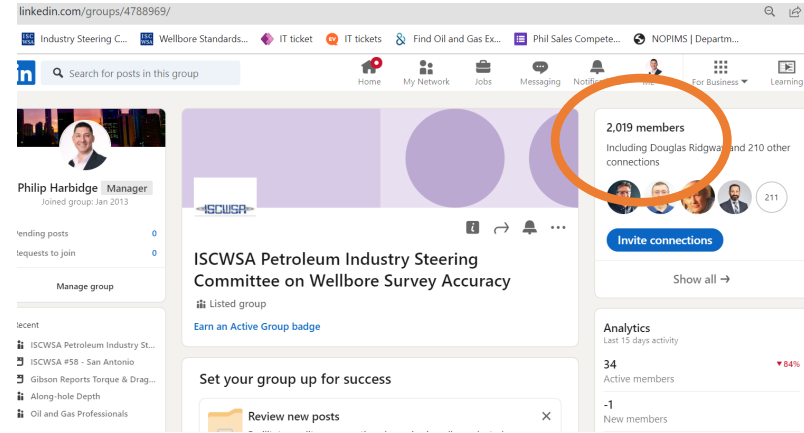 linkedin.com/groups/4788969/
ISC WSA Industry Steering C... ISC WSA Wellbore Standards... IT ticket EV IT tickets Find Oil and Gas Ex... Phil Sales Compete... NOPIMS | Departm...
in Search for posts in this group
Home My Network Jobs Messaging For Business Learning
Philip Harbidge Manager
Joined group: Jan 2013
Pending posts 0
Requests to join 0
Manage group
Recent
ISCWSA Petroleum Industry St...
ISCWSA #58 - San Antonio
Gibson Reports Torque & Drag...
Along-hole Depth
Oil and Gas Professionals
ISCWSA
ISCWSA Petroleum Industry Steering
Committee on Wellbore Survey Accuracy
Listed group
Earn an Active Group badge
Set your group up for success
Review new posts
2,019 members
Including Douglas Ridgway and 210 other
connections
211
Invite connections
Show all →
Analytics
Last 15 days activity
34 ▼84%
Active members
-1
New members